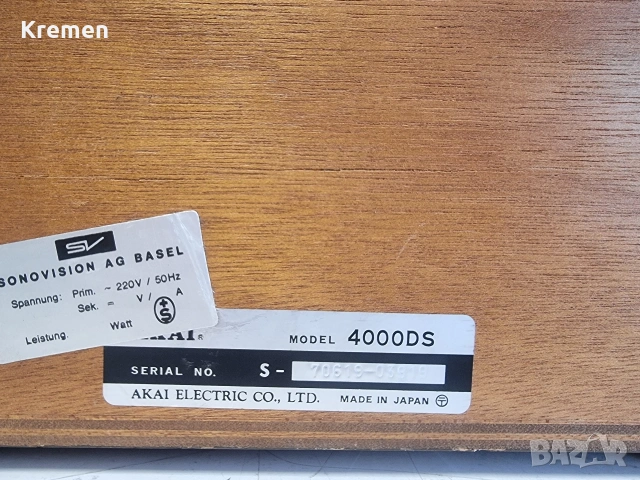 Kremen
SV
SONOVISION AG BASEL
Spannung: Prim. ~ 220V / 50Hz
Sek. = V / A
Leistung. Watt
+S
MODEL 4000DS
SERIAL NO. S-
AKAI ELECTRIC CO., LTD. MADE IN JAPAN
BAZAR